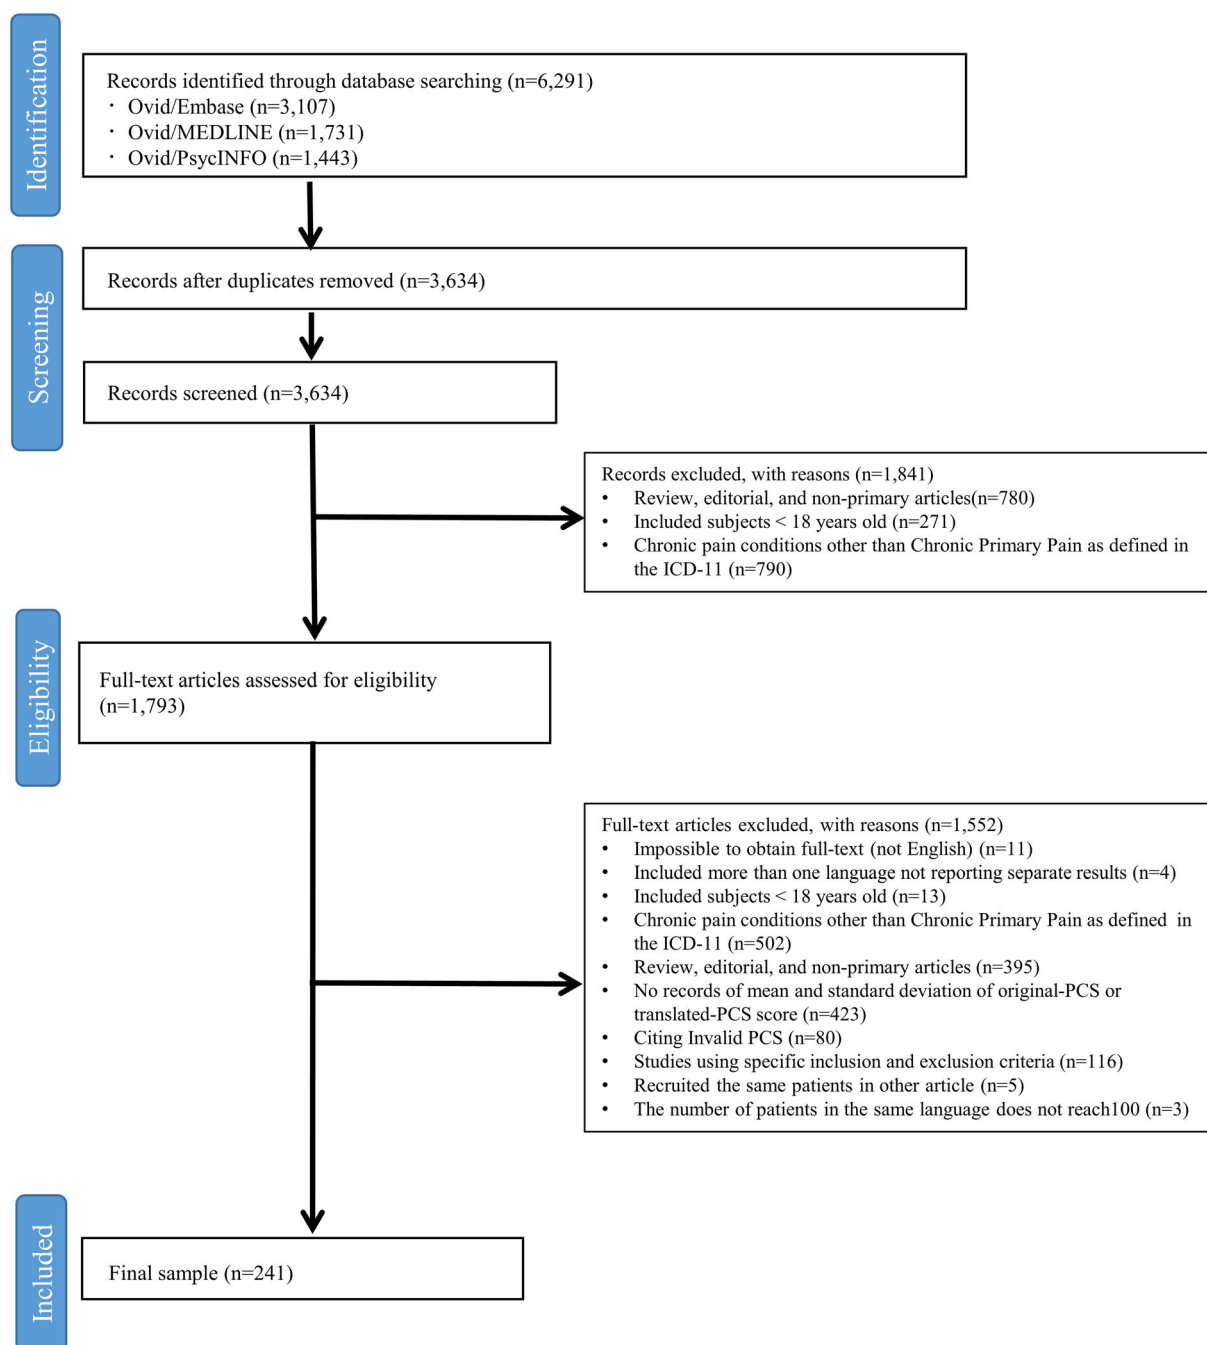 Identification
Records identified through database searching (n=6,291)
· Ovid/Embase (n=3,107)
· Ovid/MEDLINE (n=1,731)
· Ovid/PsycINFO (n=1,443)
Screening
Records after duplicates removed (n=3,634)
Records screened (n=3,634)
Records excluded, with reasons (n=1,841)
• Review, editorial, and non-primary articles(n=780)
• Included subjects < 18 years old (n=271)
• Chronic pain conditions other than Chronic Primary Pain as defined in
the ICD-11 (n=790)
Eligibility
Full-text articles assessed for eligibility
(n=1,793)
Full-text articles excluded, with reasons (n=1,552)
• Impossible to obtain full-text (not English) (n=11)
• Included more than one language not reporting separate results (n=4)
• Included subjects < 18 years old (n=13)
• Chronic pain conditions other than Chronic Primary Pain as defined in
the ICD-11 (n=502)
• Review, editorial, and non-primary articles (n=395)
• No records of mean and standard deviation of original-PCS or
translated-PCS score (n=423)
• Citing Invalid PCS (n=80)
• Studies using specific inclusion and exclusion criteria (n=116)
• Recruited the same patients in other article (n=5)
• The number of patients in the same language does not reach100 (n=3)
Included
Final sample (n=241)